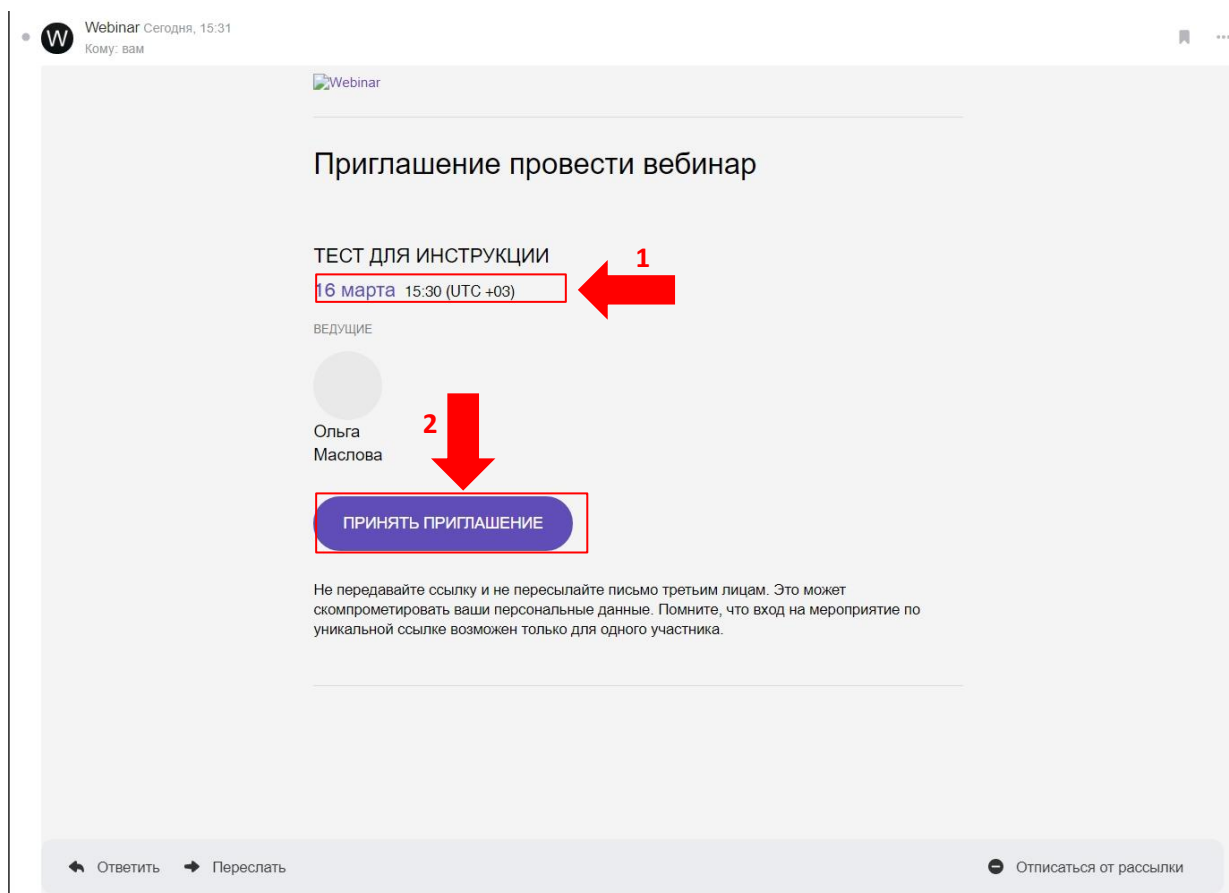 Webinar Сегодня, 15:31
W
Кому: вам
Webinar
Приглашение провести вебинар
ТЕСТ ДЛЯ ИНСТРУКЦИИ
1
16 марта 15:30 (UTC +03)
ВЕДУЩИЕ
Ольга
Маслова
2
ПРИНЯТЬ ПРИГЛАШЕНИЕ
Не передавайте ссылку и не пересылайте письмо третьим лицам. Это может
скомпрометировать ваши персональные данные. Помните, что вход на мероприятие по
уникальной ссылке возможен только для одного участника.
Ответить Переслать Отписаться от рассылки